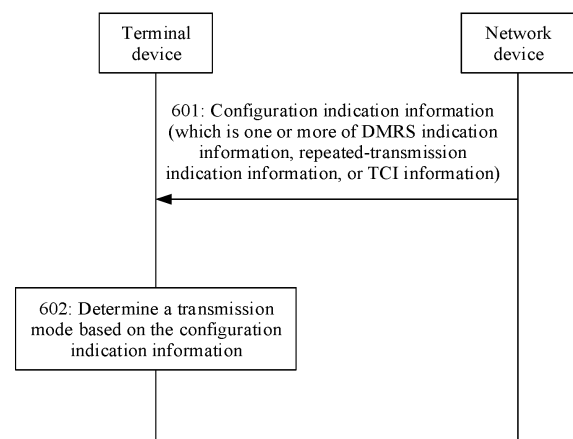 Terminal
device
Network
device
601: Configuration indication information
(which is one or more of DMRS indication
information, repeated-transmission
indication information, or TCI information)
602: Determine a transmission
mode based on the configuration
indication information